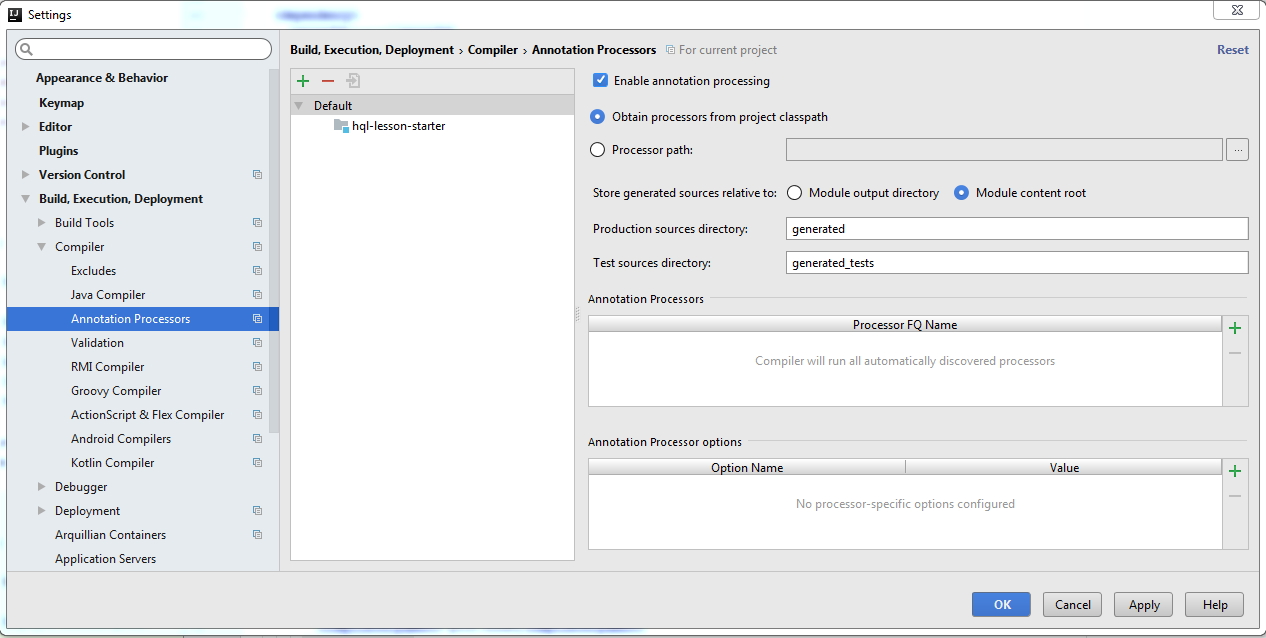 Settings
Build, Execution, Deployment › Compiler › Annotation Processors For current project Reset
Appearance & Behavior
Keymap
Editor
Plugins
Version Control
Build, Execution, Deployment
Build Tools
Compiler
Excludes
Java Compiler
Annotation Processors
Validation
RMI Compiler
Groovy Compiler
ActionScript & Flex Compiler
Android Compilers
Kotlin Compiler
Debugger
Deployment
Arquillian Containers
Application Servers
Default
hql-lesson-starter
Enable annotation processing
Obtain processors from project classpath
Processor path: ...
Store generated sources relative to: Module output directory Module content root
Production sources directory: generated
Test sources directory: generated_tests
Annotation Processors
Processor FQ Name
Compiler will run all automatically discovered processors
Annotation Processor options
Option Name Value
No processor-specific options configured
OK Cancel Apply Help